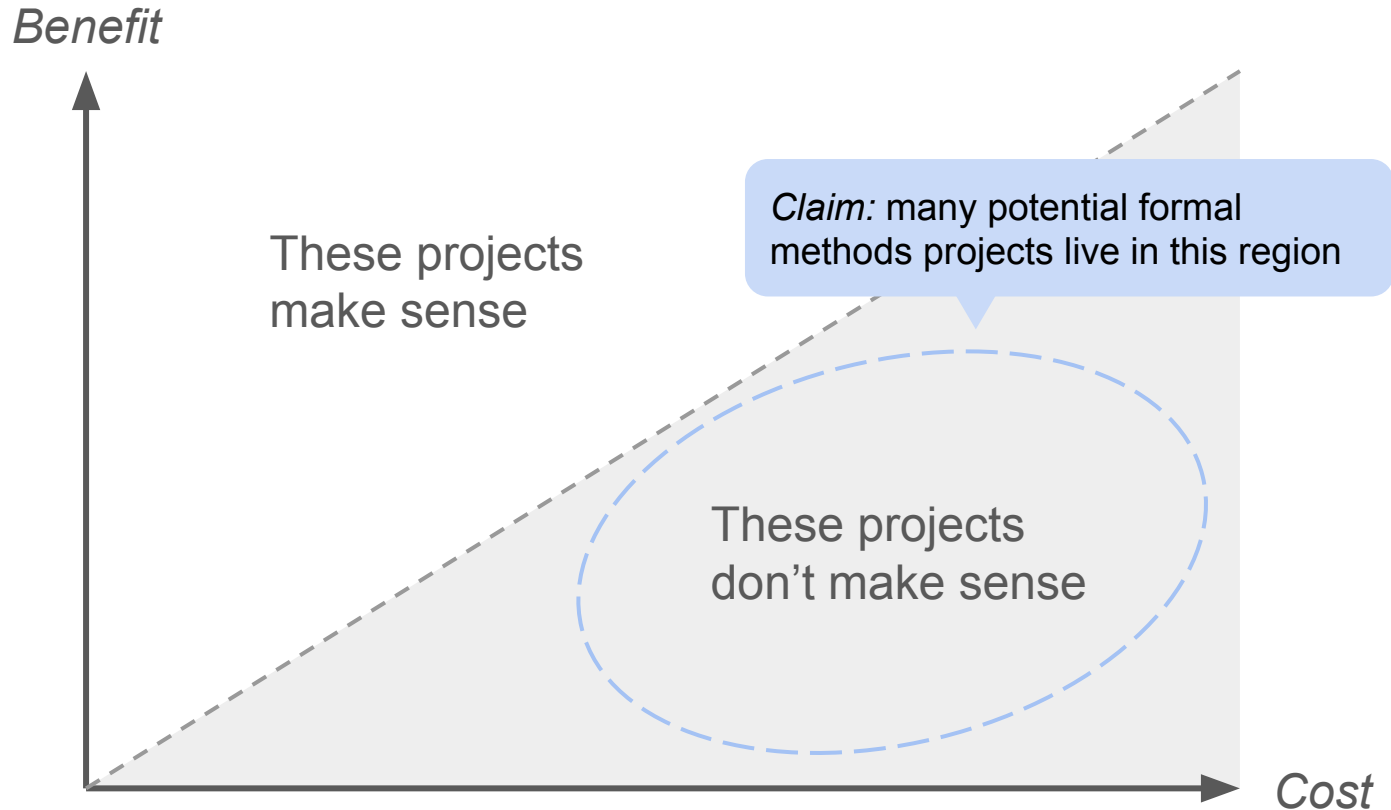 Benefit
Claim: many potential formal
methods projects live in this region
These projects
make sense
These projects
don’t make sense
Cost